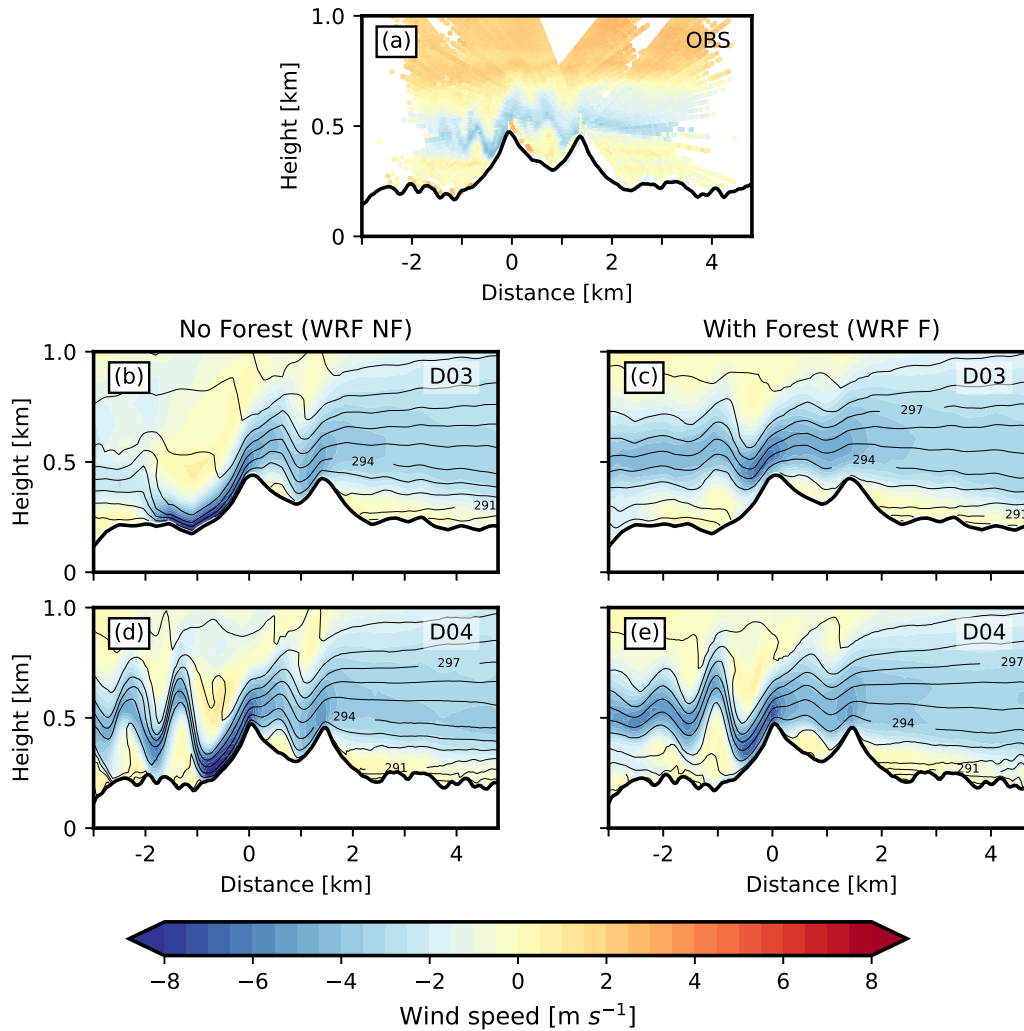 (a)
OBS
1.0
0.5
0
Height [km]
-2
0
2
4
Distance [km]
No Forest (WRF NF)
With Forest (WRF F)
(b)
D03
1.0
0.5
0
Height [km]
294
291
(c)
D03
297
294
291
(d)
D04
1.0
0.5
0
Height [km]
297
294
291
-2
0
2
4
Distance [km]
(e)
D04
297
294
291
-2
0
2
4
Distance [km]
−8
−6
−4
−2
0
2
4
6
8
Wind speed [m s⁻¹]